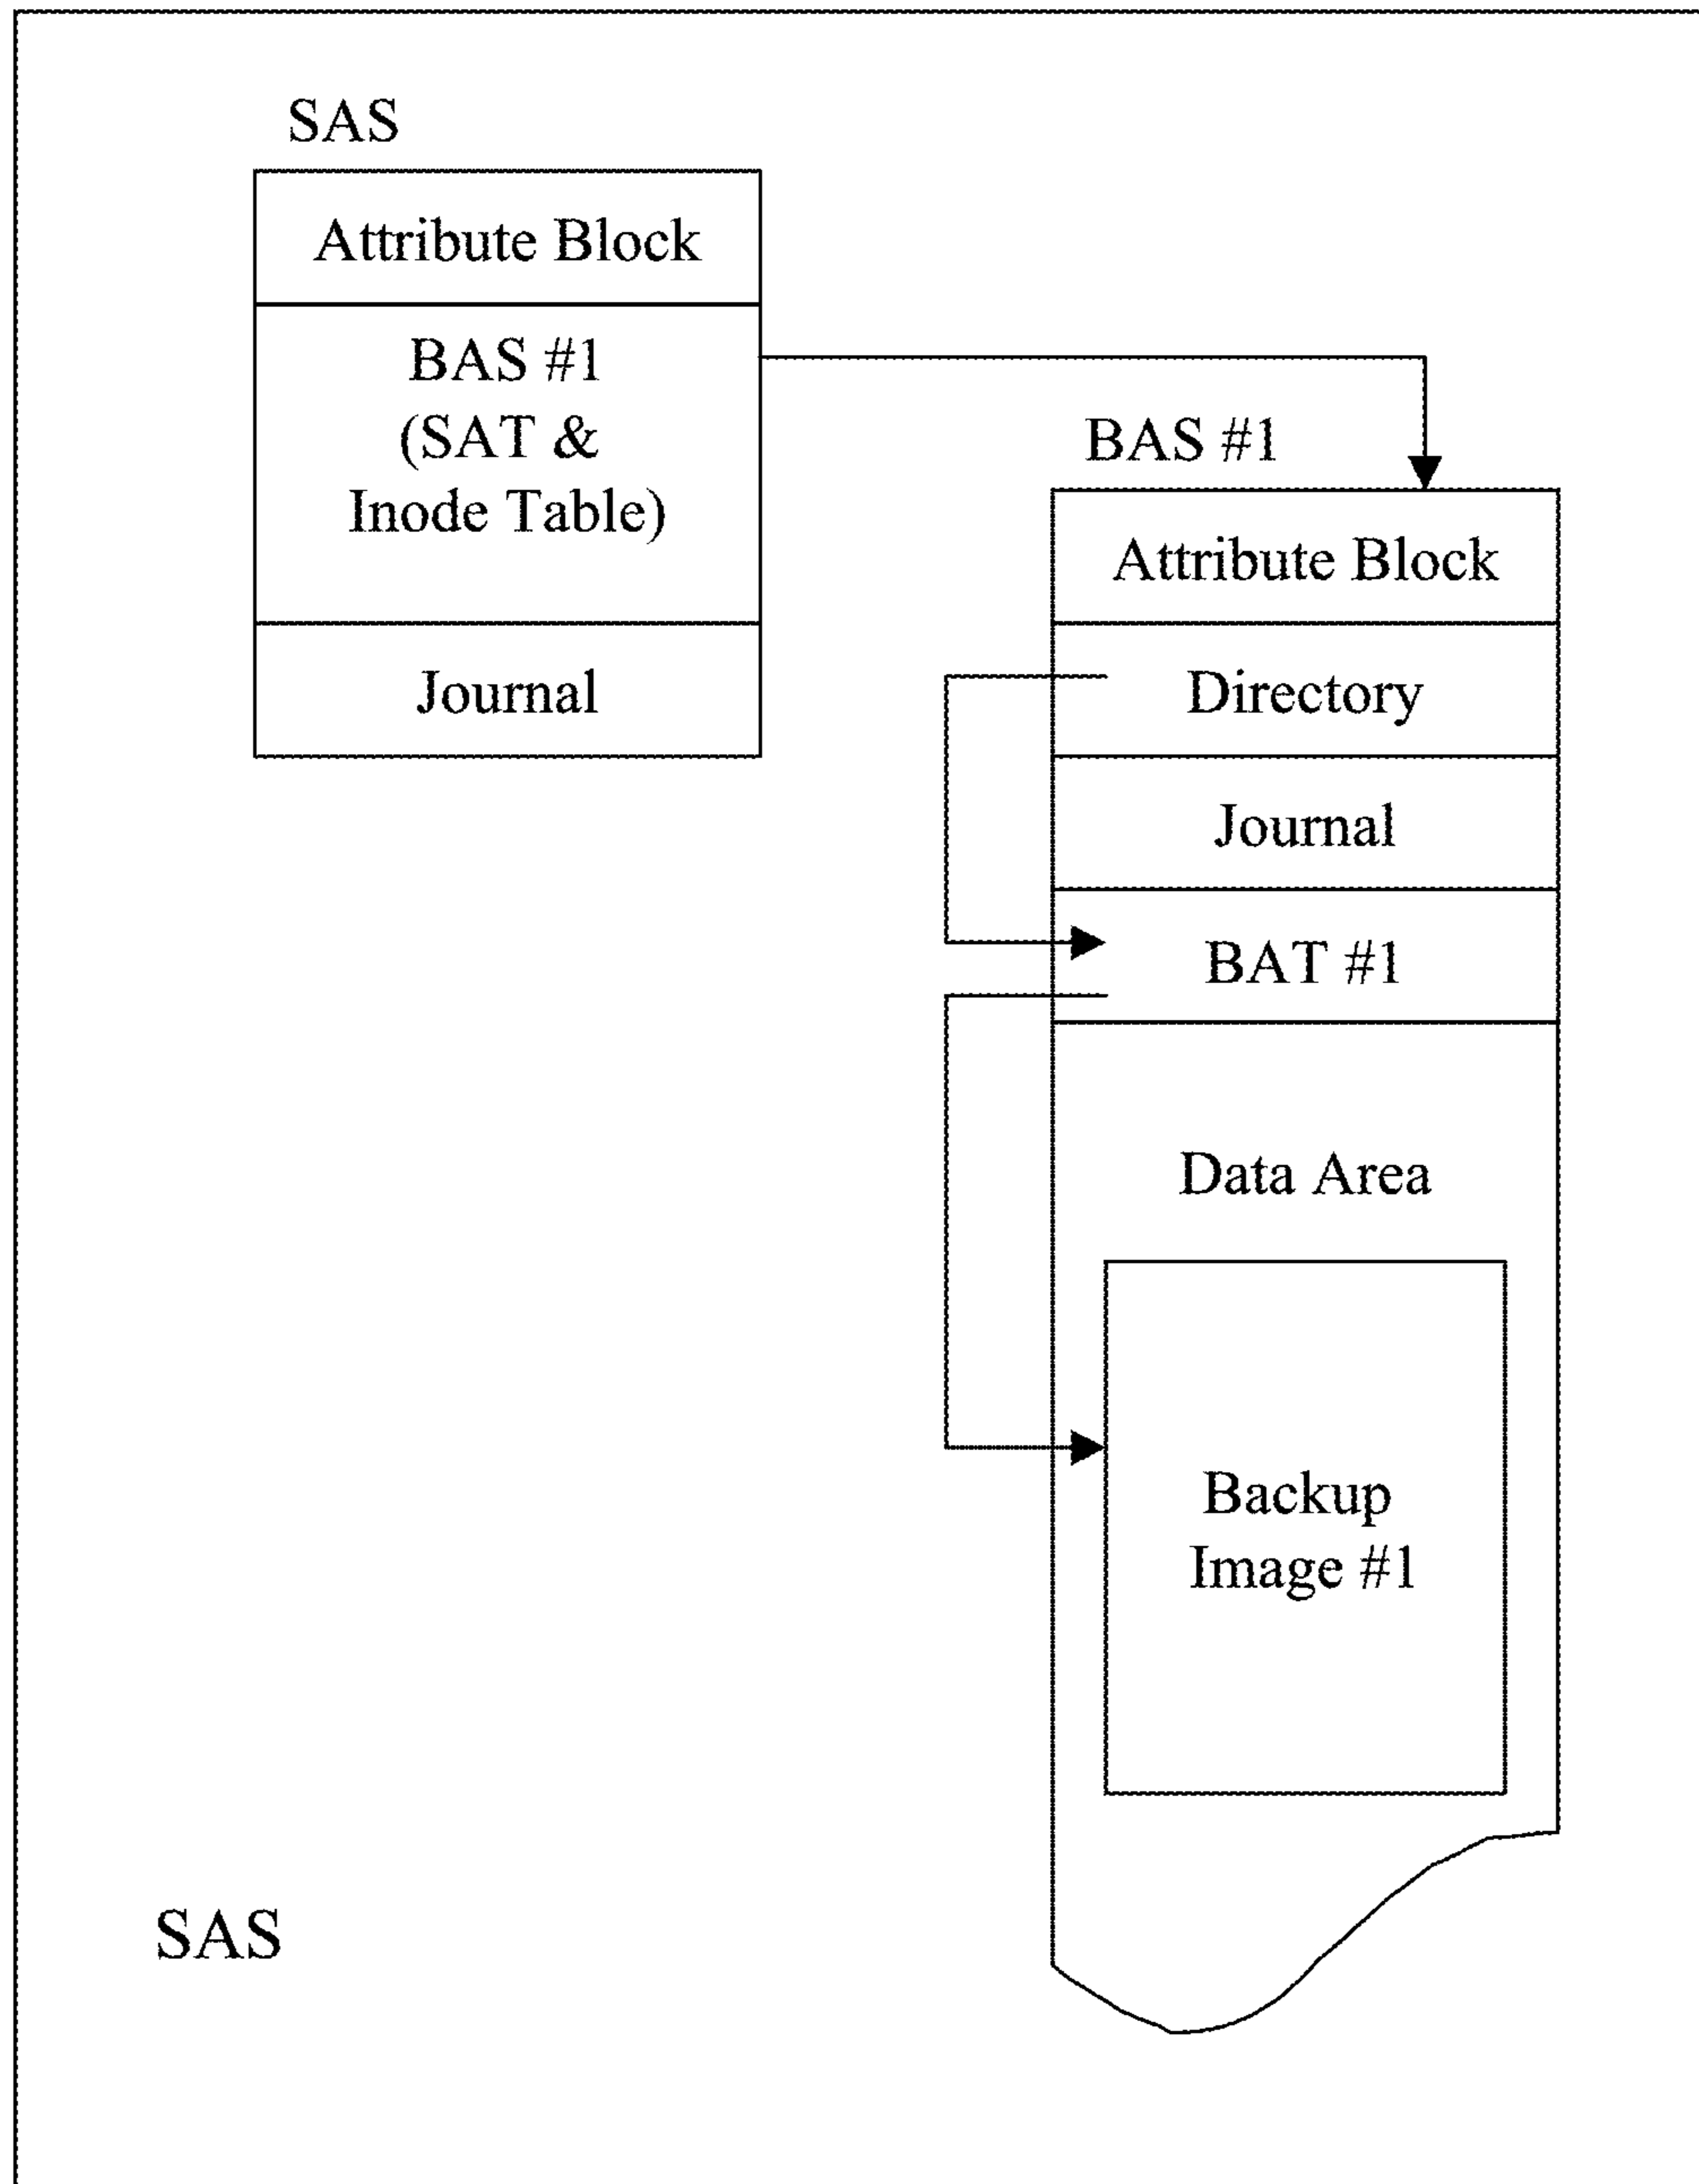 SAS
Attribute Block
BAS #1
(SAT &
Inode Table)
Journal
BAS #1
Attribute Block
Directory
Journal
BAT #1
Data Area
Backup
Image #1
SAS